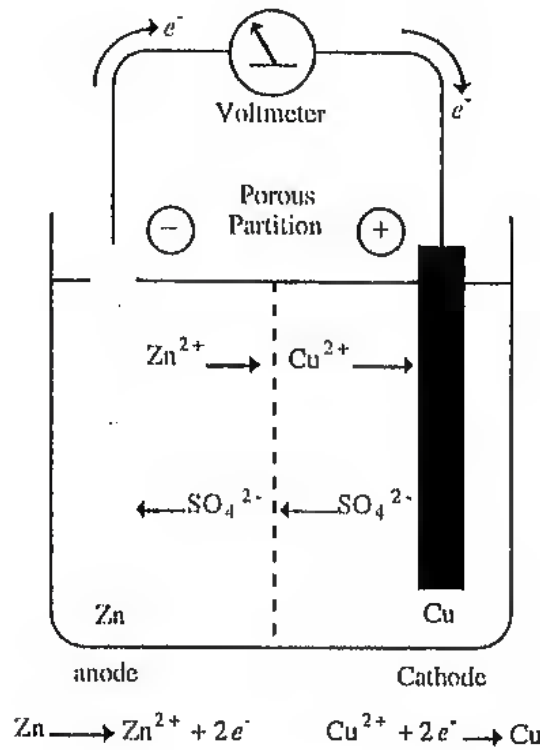 e⁻
Voltmeter
e⁻
Porous
Partition
− +
Zn²⁺ → Cu²⁺ →
← SO₄²⁻ ← SO₄²⁻
Zn Cu
anode Cathode
Zn → Zn²⁺ + 2e⁻ Cu²⁺ + 2e⁻ → Cu